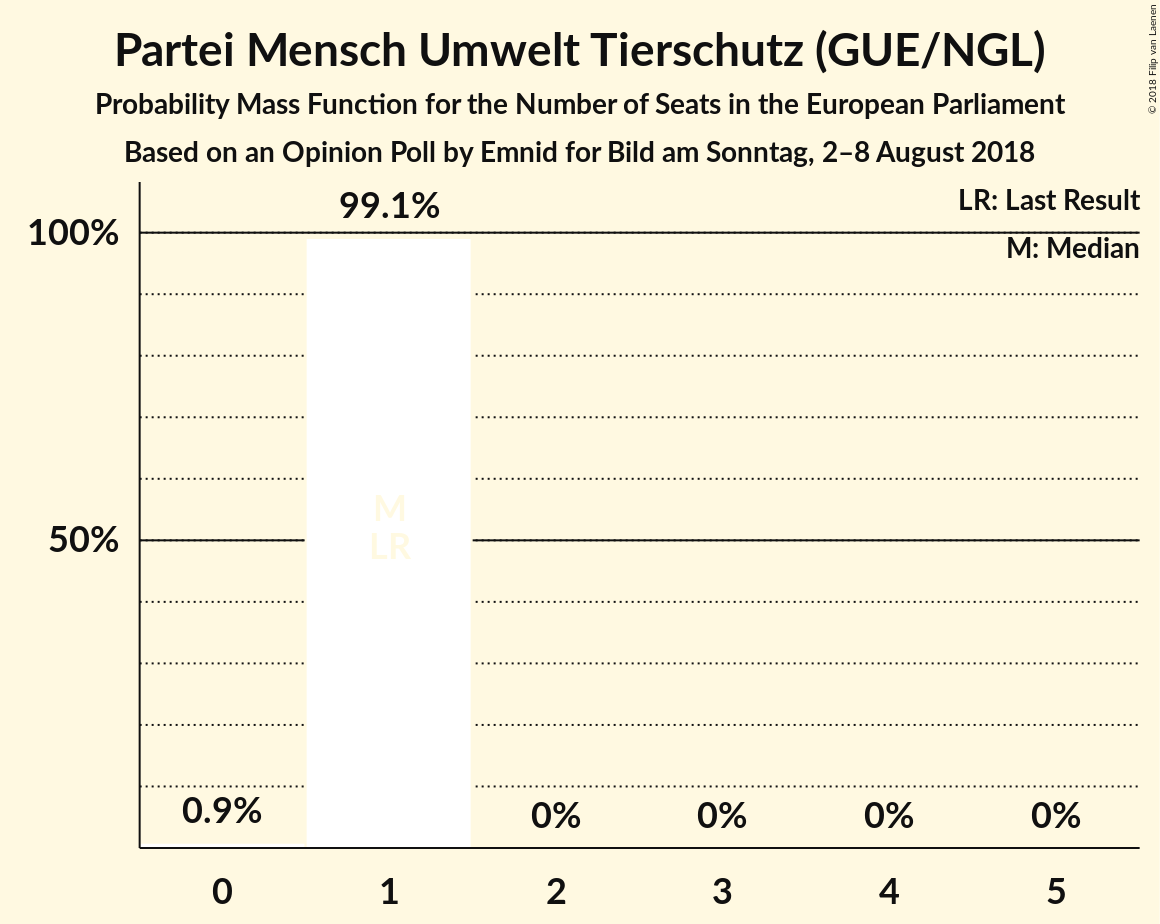 Partei Mensch Umwelt Tierschutz (GUE/NGL)
Probability Mass Function for the Number of Seats in the European Parliament
Based on an Opinion Poll by Emnid for Bild am Sonntag, 2–8 August 2018
© 2018 Filip van Laenen
LR: Last Result
M: Median
99.1%
100%
M
LR
50%
0.9%
0%
0%
0%
0%
0
1
2
3
4
5